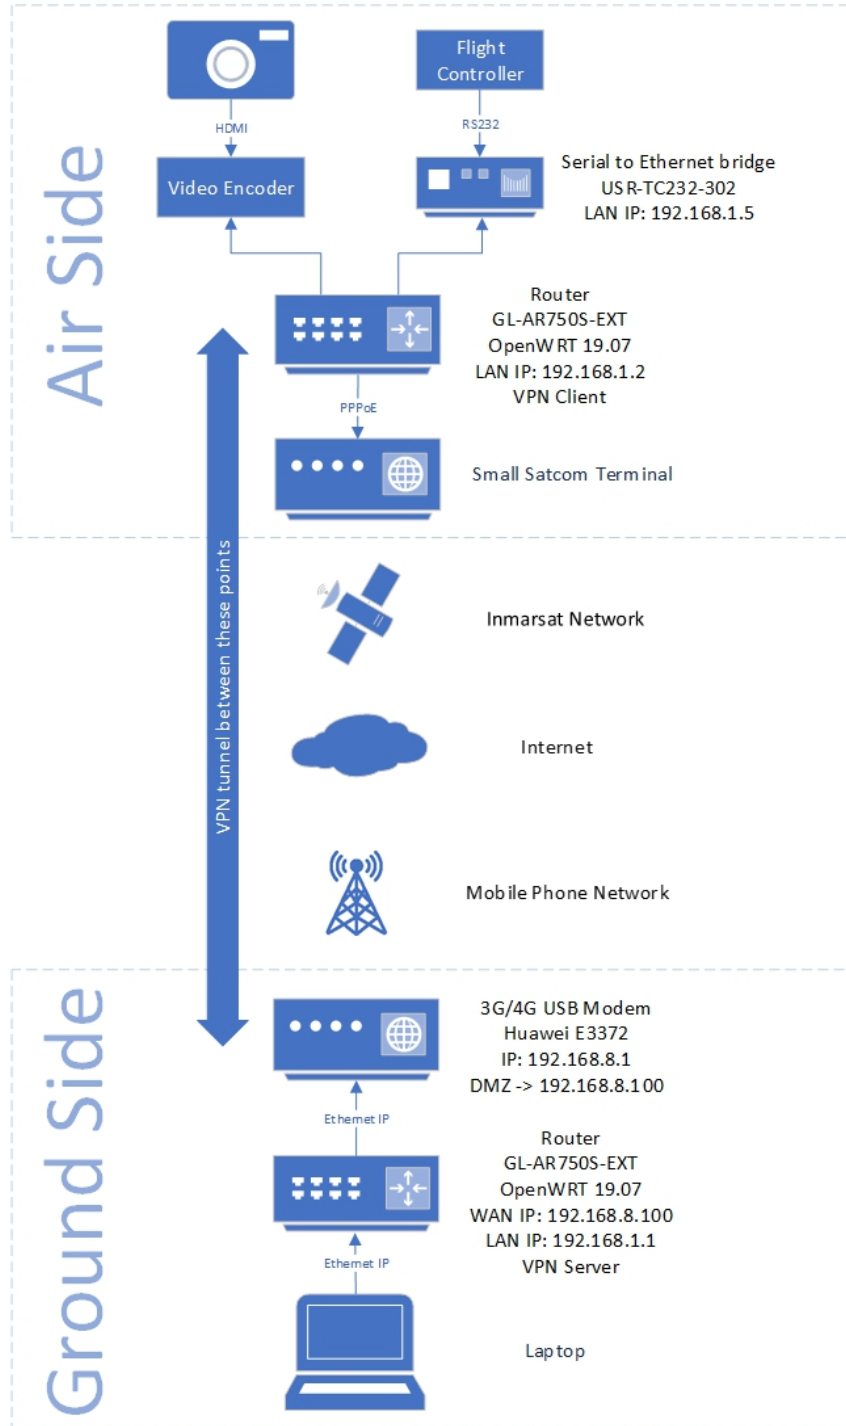 Air Side
Flight
Controller
HDMI
RS232
Video Encoder
Serial to Ethernet bridge
USR-TC232-302
LAN IP: 192.168.1.5
Router
GL-AR750S-EXT
OpenWRT 19.07
LAN IP: 192.168.1.2
VPN Client
PPPoE
Small Satcom Terminal
VPN tunnel between these points
Inmarsat Network
Internet
Mobile Phone Network
Ground Side
3G/4G USB Modem
Huawei E3372
IP: 192.168.8.1
DMZ -> 192.168.8.100
Ethernet IP
Router
GL-AR750S-EXT
OpenWRT 19.07
WAN IP: 192.168.8.100
LAN IP: 192.168.1.1
VPN Server
Ethernet IP
Laptop